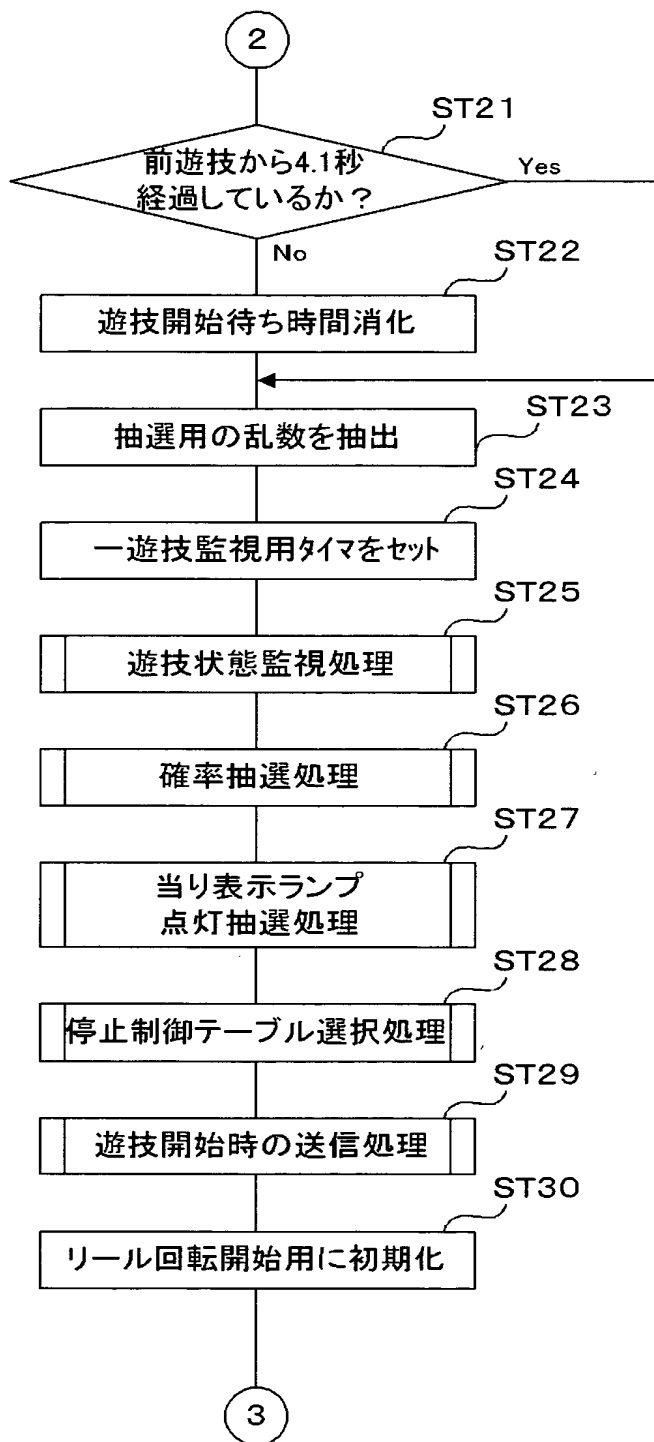 2
ST21
前遊技から4.1秒
経過しているか？
Yes
No
ST22
遊技開始待ち時間消化
ST23
抽選用の乱数を抽出
ST24
一遊技監視用タイマをセット
ST25
遊技状態監視処理
ST26
確率抽選処理
ST27
当り表示ランプ
点灯抽選処理
ST28
停止制御テーブル選択処理
ST29
遊技開始時の送信処理
ST30
リール回転開始用に初期化
3